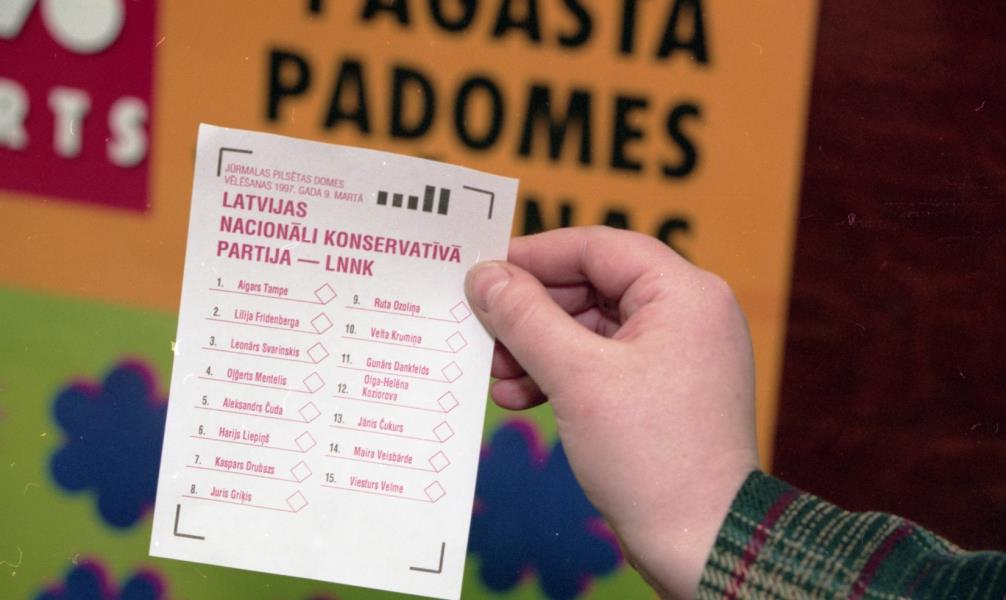 RTS
PAGASTA
PADOMES
JŪRMALAS PILSĒTAS DOMES
VĒLĒŠANAS 1997. GADA 9. MARTĀ
LATVIJAS
NACIONĀLI KONSERVATĪVĀ
PARTIJA — LNNK
1. Aigars Tampe
2. Lilija Fridenberga
3. Leonārs Svarinskis
4. Oļģerts Mentelis
5. Aleksandrs Čuda
6. Harijs Liepiņš
7. Kaspars Drubazs
8. Juris Griķis
9. Ruta Ozoliņa
10. Velta Krumiņa
11. Gunārs Dankfelds
12. Olga-Helēna
Koziorova
13. Jānis Čukurs
14. Maira Veisbārde
15. Viesturs Velme